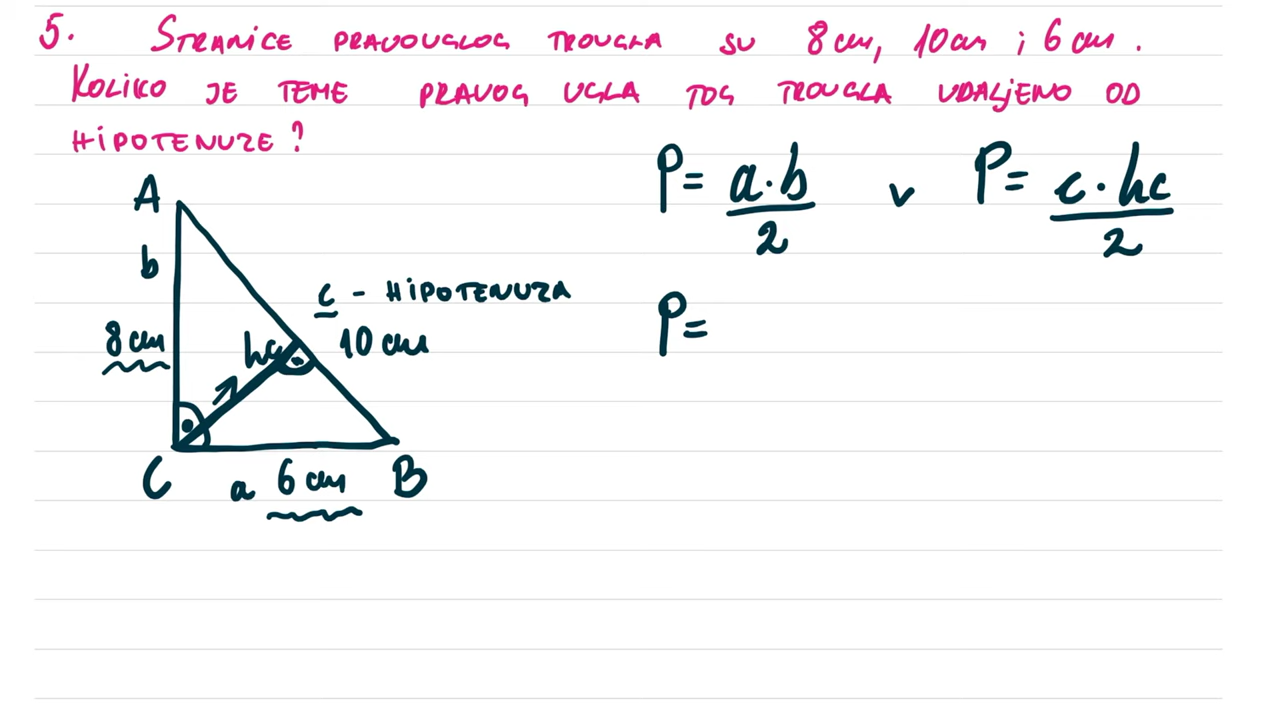 5. STRANICE PRAVOUGLOG TROUGLA SU 8cm, 10cm i 6cm.
KOLIKO JE TEME PRAVOG UGLA TOG TROUGLA UDALJENO OD
HIPOTENUZE?
P = a·b/2 v P = c·hc/2
A
b
c - HIPOTENUZA
8cm hc 10cm
P=
C a 6cm B